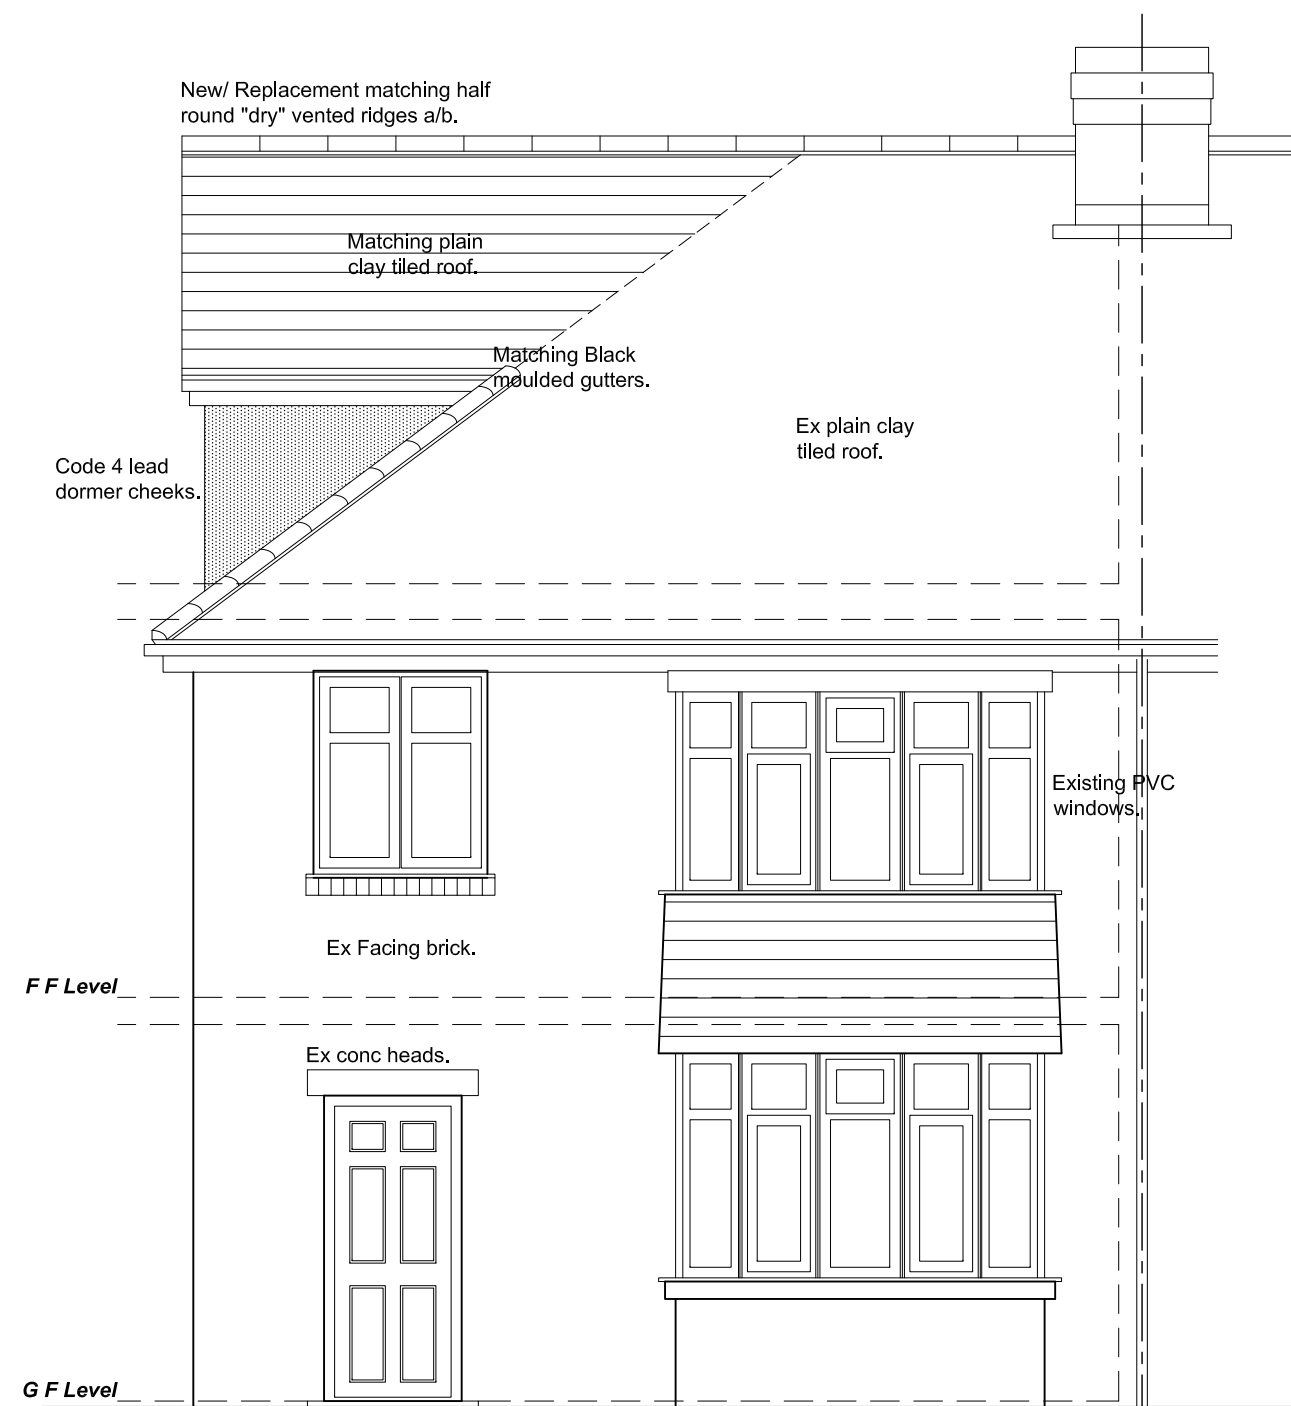 New/ Replacement matching half
round "dry" vented ridges a/b.
Matching plain
clay tiled roof.
Matching Black
moulded gutters.
Ex plain clay
tiled roof.
Code 4 lead
dormer cheeks.
Existing PVC
windows.
Ex Facing brick.
F F Level
Ex conc heads.
G F Level